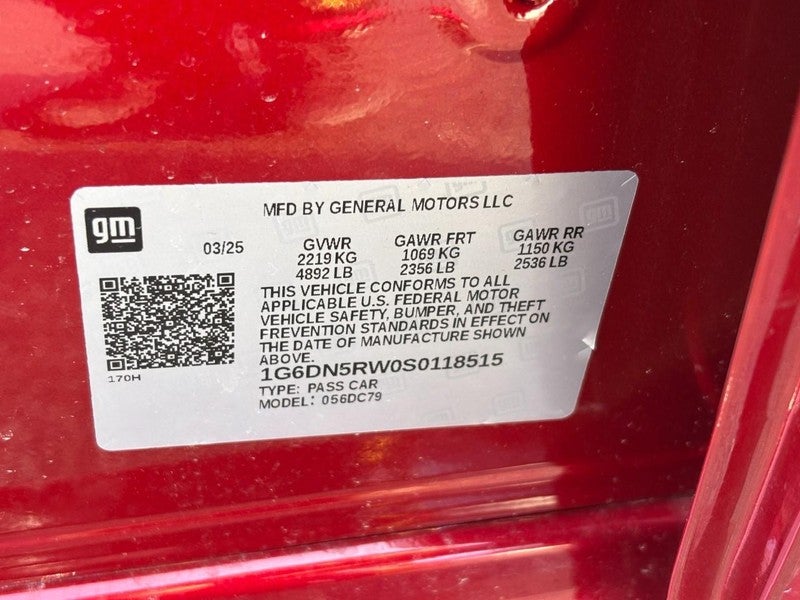 gm
MFD BY GENERAL MOTORS LLC
03/25
GVWR GAWR FRT GAWR RR
2219 KG 1069 KG 1150 KG
4892 LB 2356 LB 2536 LB
THIS VEHICLE CONFORMS TO ALL
APPLICABLE U.S. FEDERAL MOTOR
VEHICLE SAFETY, BUMPER, AND THEFT
PREVENTION STANDARDS IN EFFECT ON
THE DATE OF MANUFACTURE SHOWN
ABOVE.
170H
1G6DN5RW0S0118515
TYPE: PASS CAR
MODEL: 056DC79